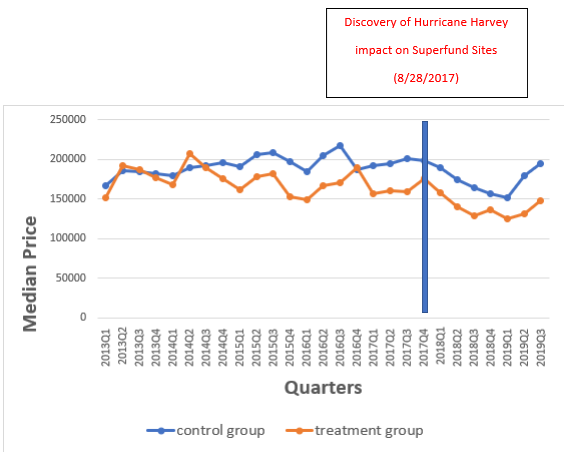 Discovery of Hurricane Harvey
impact on Superfund Sites
(8/28/2017)
250000
200000
150000
100000
50000
0
Median Price
2013Q1
2013Q2
2013Q3
2013Q4
2014Q1
2014Q2
2014Q3
2014Q4
2015Q1
2015Q2
2015Q3
2015Q4
2016Q1
2016Q2
2016Q3
2016Q4
2017Q1
2017Q2
2017Q3
2017Q4
2018Q1
2018Q2
2018Q3
2018Q4
2019Q1
2019Q2
2019Q3
Quarters
control group
treatment group